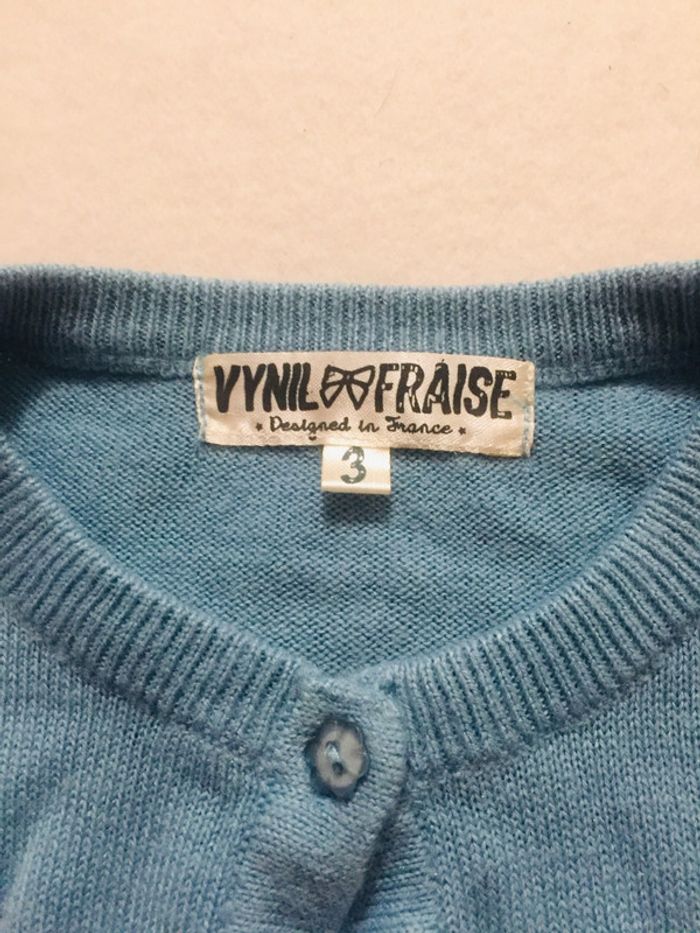 VYNIL FRAISE
* Designed in France *
3